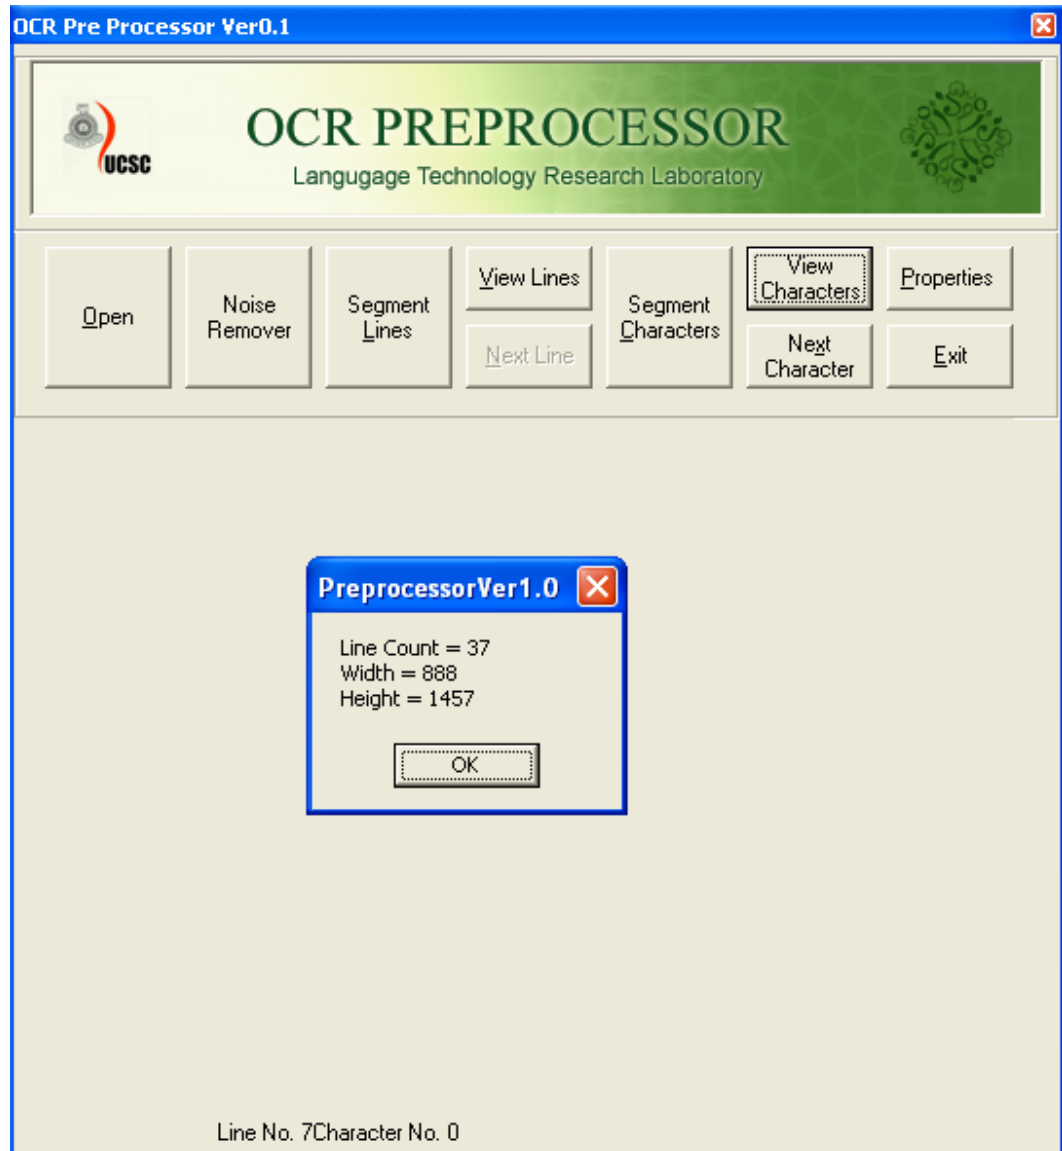 OCR Pre Processor Ver0.1
UCSC
OCR PREPROCESSOR
Langugage Technology Research Laboratory
Open
Noise
Remover
Segment
Lines
View Lines
Next Line
Segment
Characters
View
Characters
Next
Character
Properties
Exit
PreprocessorVer1.0
Line Count = 37
Width = 888
Height = 1457
OK
Line No. 7Character No. 0